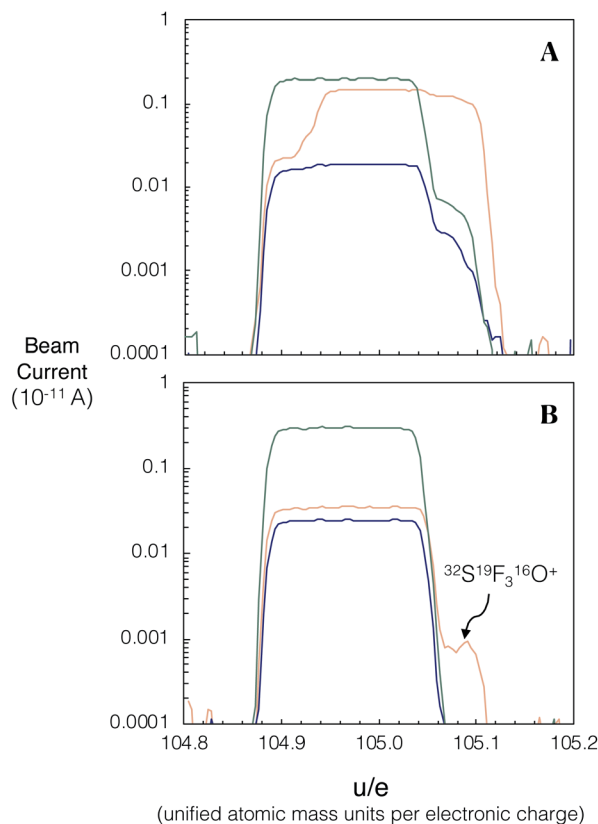 A
1
0.1
0.01
0.001
0.0001
Beam
Current
(10⁻¹¹ A)
B
1
0.1
0.01
0.001
0.0001
³²S¹⁹F₃¹⁶O⁺
104.8 104.9 105.0 105.1 105.2
u/e
(unified atomic mass units per electronic charge)